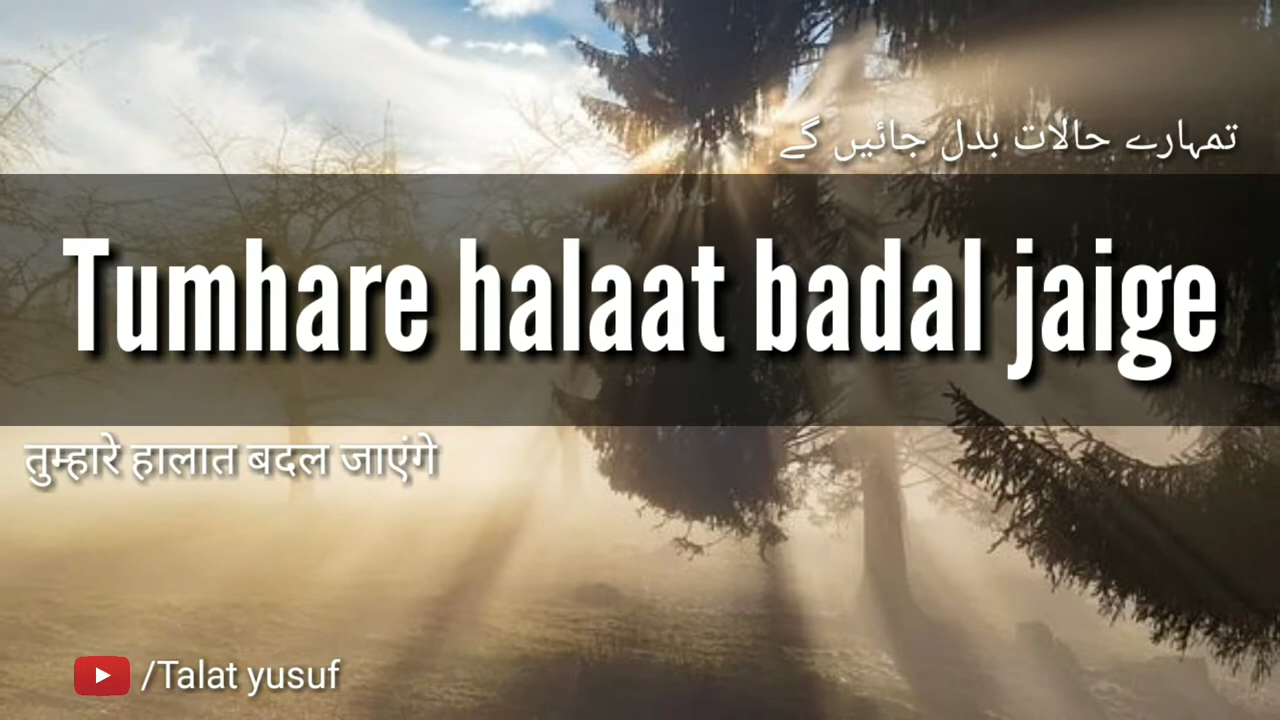 تمہارے حالات بدل جائیں گے
Tumhare halaat badal jaige
तुम्हारे हालात बदल जाएंगे
/Talat yusuf